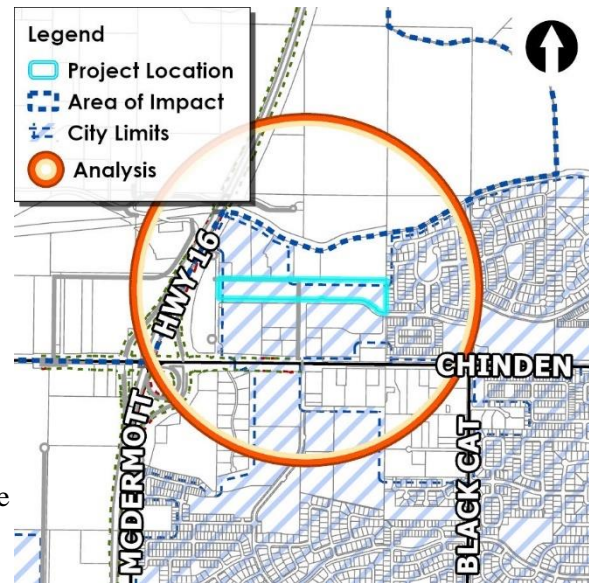 Legend
Project Location
Area of Impact
City Limits
Analysis
HWY 16
CHINDEN
MCDERMOTT
BLACK CAT
e